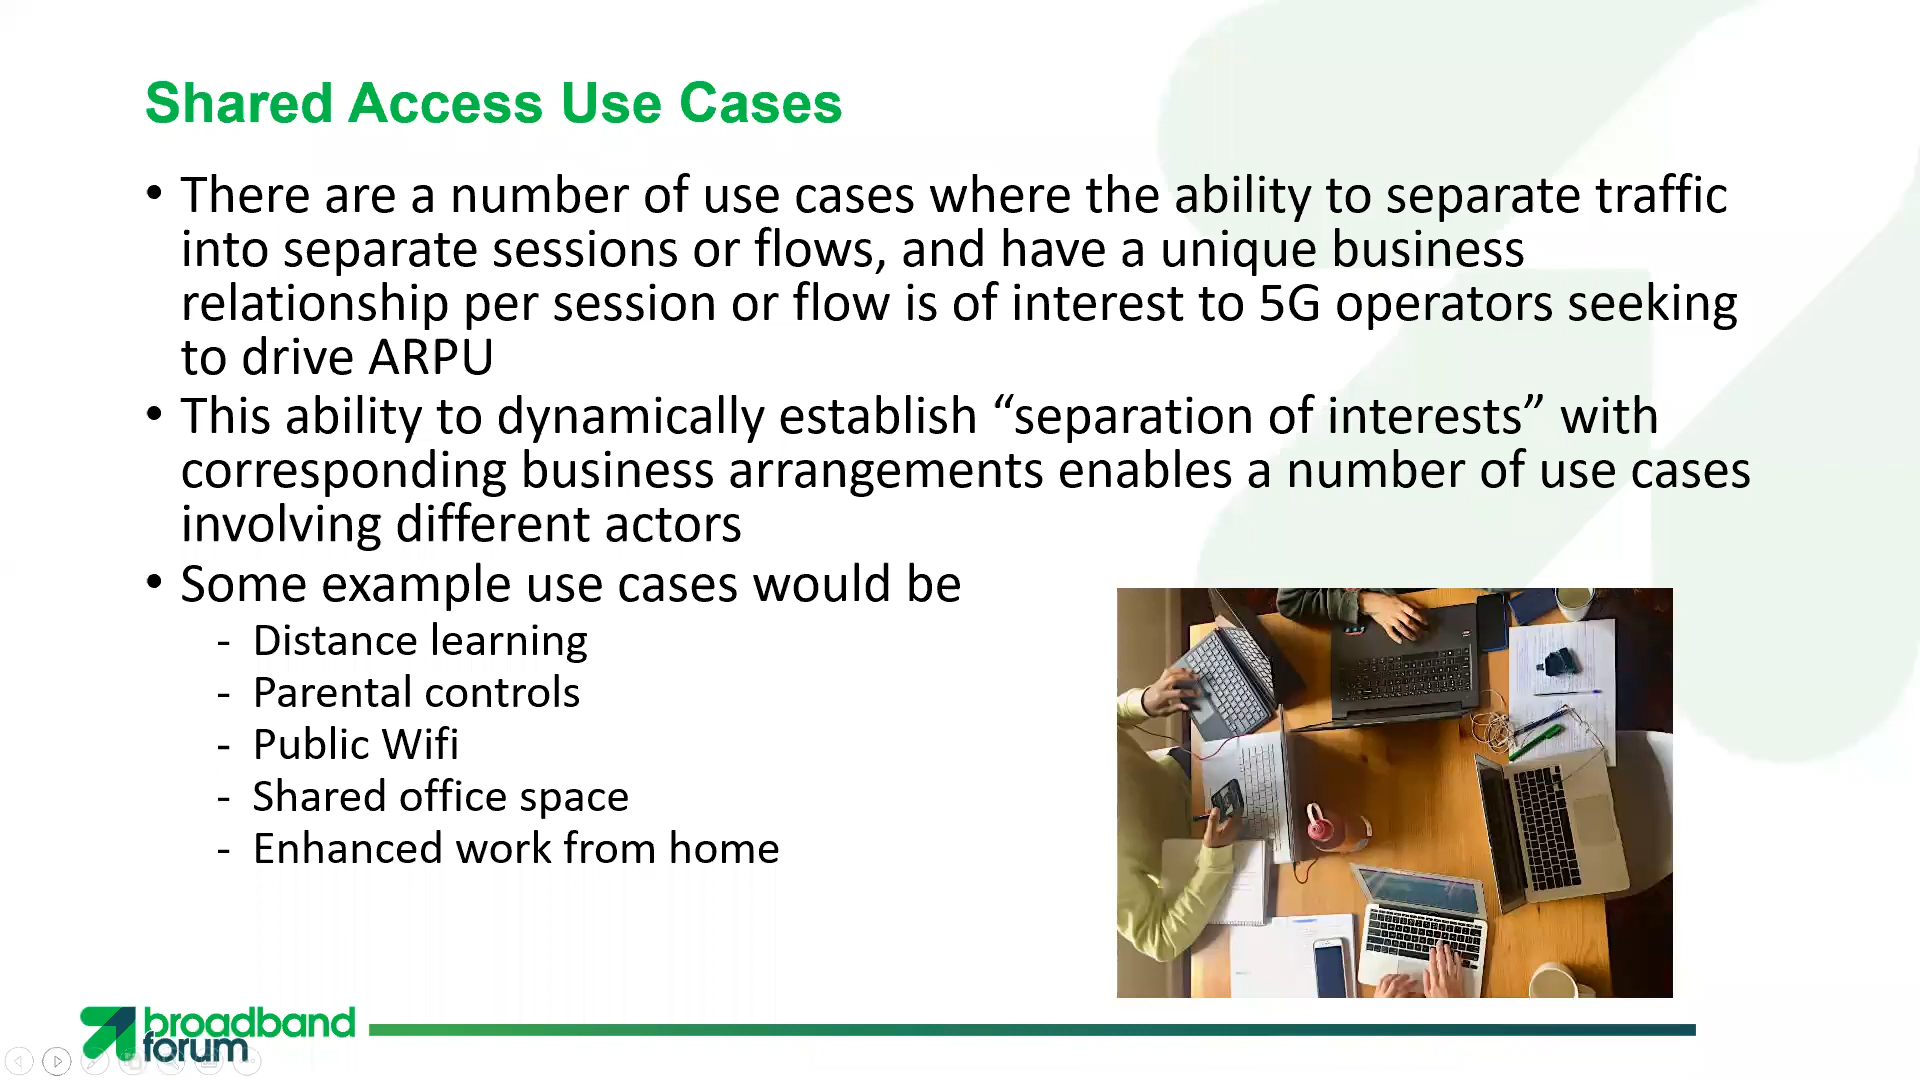 Shared Access Use Cases
• There are a number of use cases where the ability to separate traffic
into separate sessions or flows, and have a unique business
relationship per session or flow is of interest to 5G operators seeking
to drive ARPU
• This ability to dynamically establish “separation of interests” with
corresponding business arrangements enables a number of use cases
involving different actors
• Some example use cases would be
- Distance learning
- Parental controls
- Public Wifi
- Shared office space
- Enhanced work from home
broadband
forum